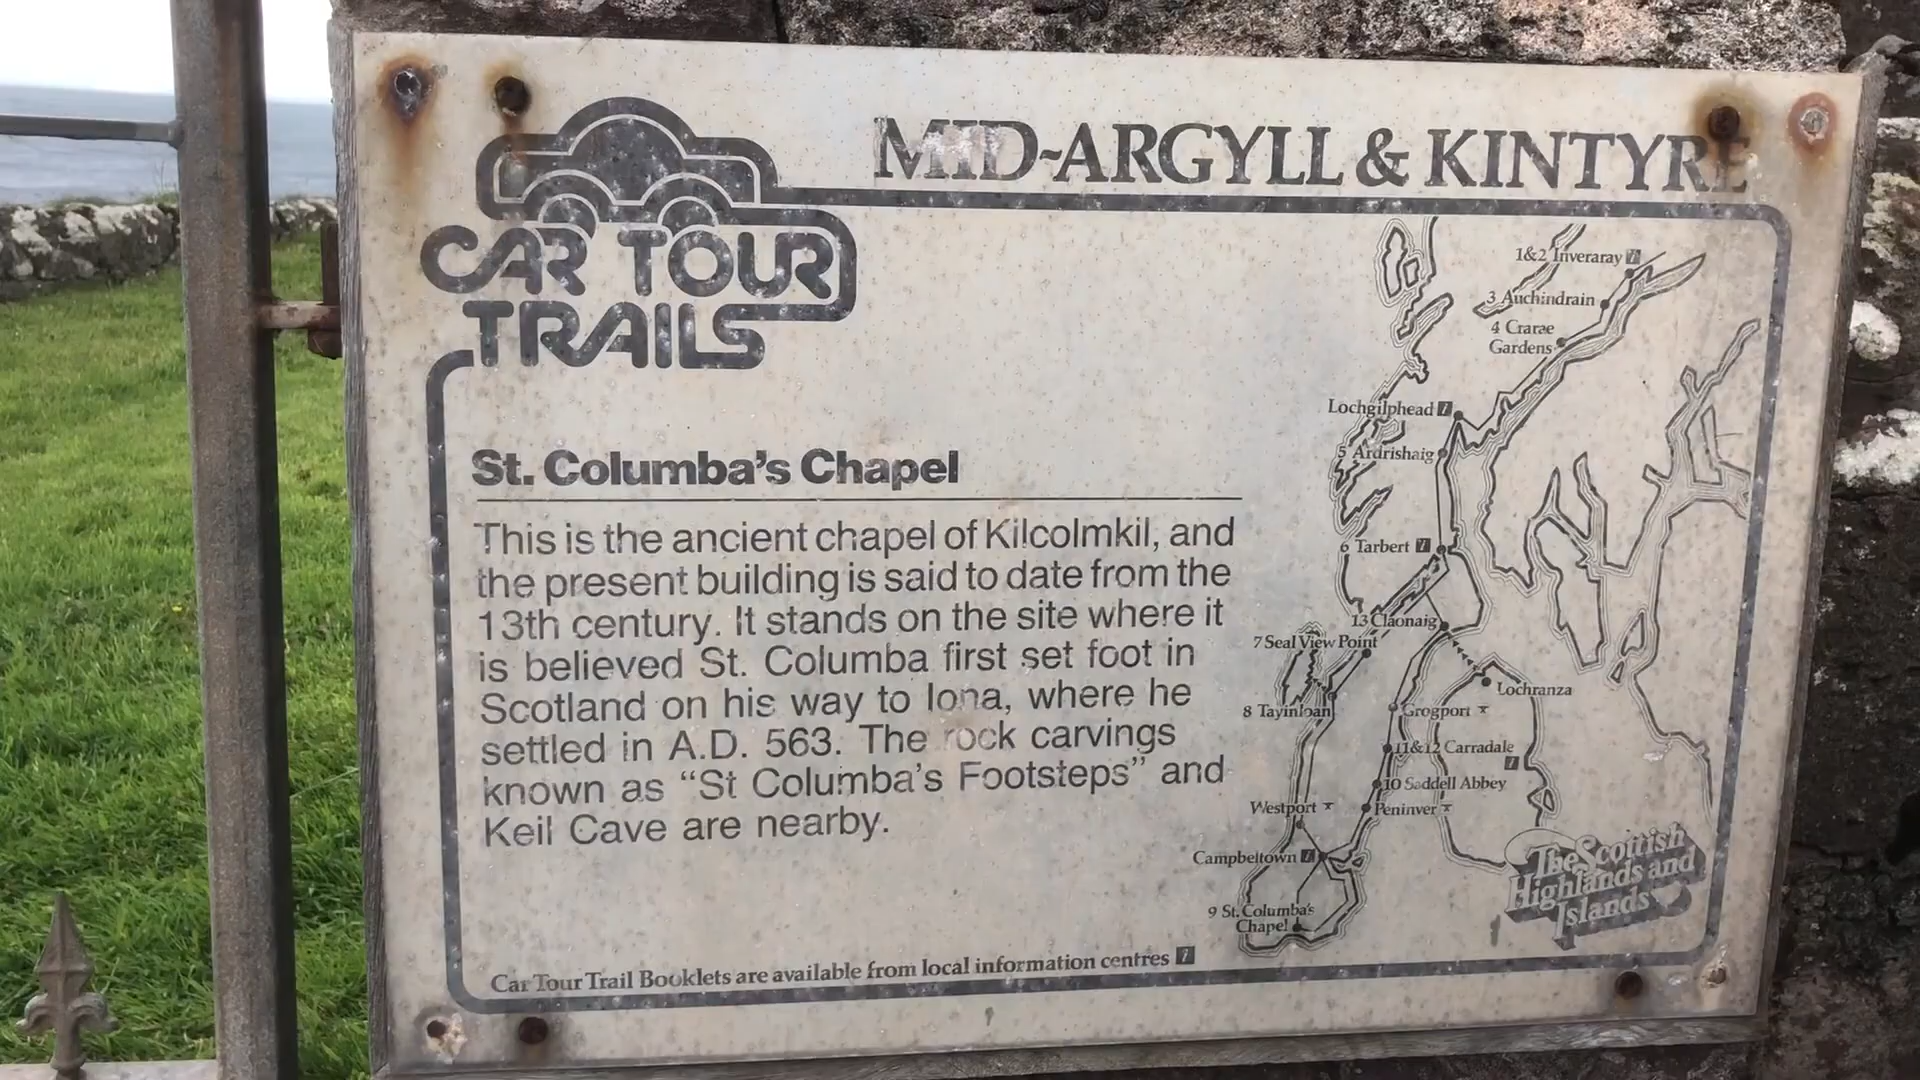 MID-ARGYLL & KINTYRE
CAR TOUR
TRAILS
St. Columba's Chapel
This is the ancient chapel of Kilcolmkil, and
the present building is said to date from the
13th century. It stands on the site where it
is believed St. Columba first set foot in
Scotland on his way to Iona, where he
settled in A.D. 563. The rock carvings
known as “St Columba's Footsteps” and
Keil Cave are nearby.
Car Tour Trail Booklets are available from local information centres i
1&2 Inveraray i
3 Auchindrain
4 Crarae
Gardens
Lochgilphead i
5 Ardrishaig
6 Tarbert i
13 Claonaig
7 Seal View Point
Lochranza
8 Tayinloan
Grogport
11&12 Carradale
i
10 Saddell Abbey
Westport
Peninver
Campbeltown i
9 St. Columba's
Chapel
The Scottish
Highlands and
Islands